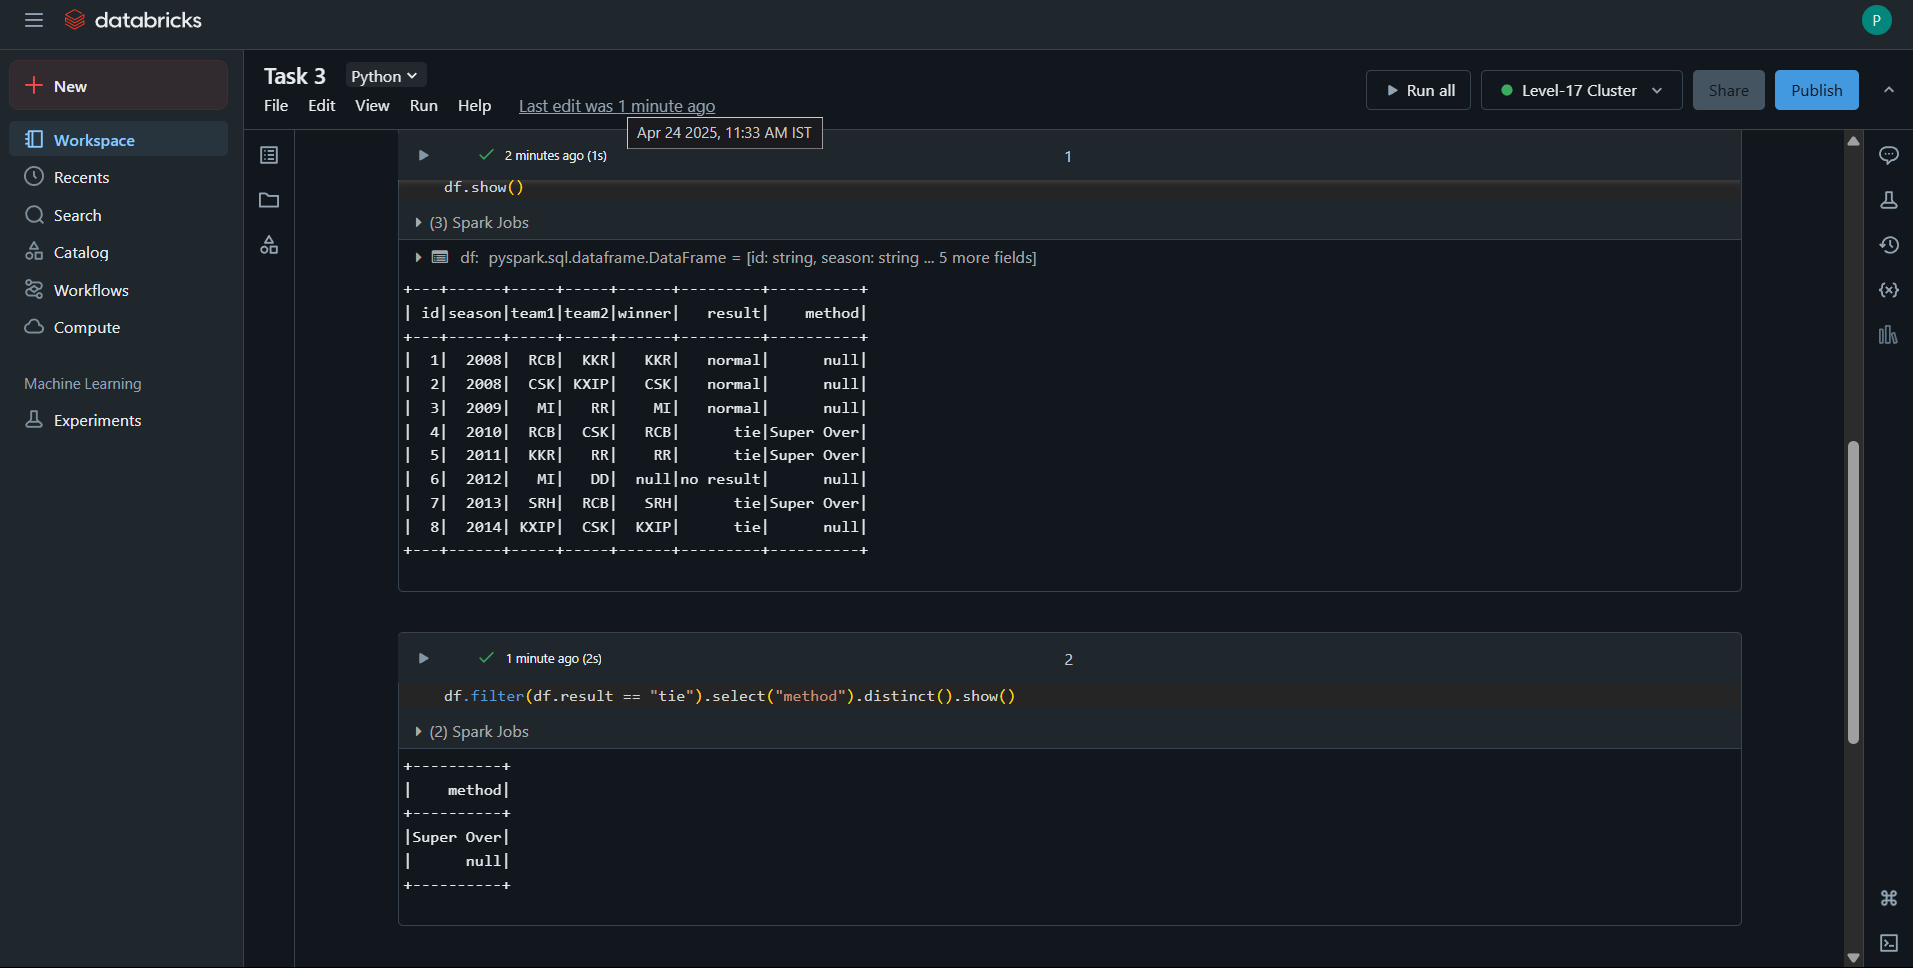 databricks
P
New
Workspace
Recents
Search
Catalog
Workflows
Compute
Machine Learning
Experiments
Task 3 Python
File Edit View Run Help Last edit was 1 minute ago
Run all Level-17 Cluster Share Publish
Apr 24 2025, 11:33 AM IST
2 minutes ago (1s) 1
df.show()
(3) Spark Jobs
df: pyspark.sql.dataframe.DataFrame = [id: string, season: string ... 5 more fields]
+---+------+-----+-----+------+---------+----------+
| id|season|team1|team2|winner|   result|    method|
+---+------+-----+-----+------+---------+----------+
|  1|  2008|  RCB|  KKR|   KKR|   normal|      null|
|  2|  2008|  CSK| KXIP|   CSK|   normal|      null|
|  3|  2009|   MI|   RR|    MI|   normal|      null|
|  4|  2010|  RCB|  CSK|   RCB|      tie|Super Over|
|  5|  2011|  KKR|   RR|    RR|      tie|Super Over|
|  6|  2012|   MI|   DD|  null|no result|      null|
|  7|  2013|  SRH|  RCB|   SRH|      tie|Super Over|
|  8|  2014| KXIP|  CSK|  KXIP|      tie|      null|
+---+------+-----+-----+------+---------+----------+
1 minute ago (2s) 2
df.filter(df.result == "tie").select("method").distinct().show()
(2) Spark Jobs
+----------+
|    method|
+----------+
|Super Over|
|      null|
+----------+